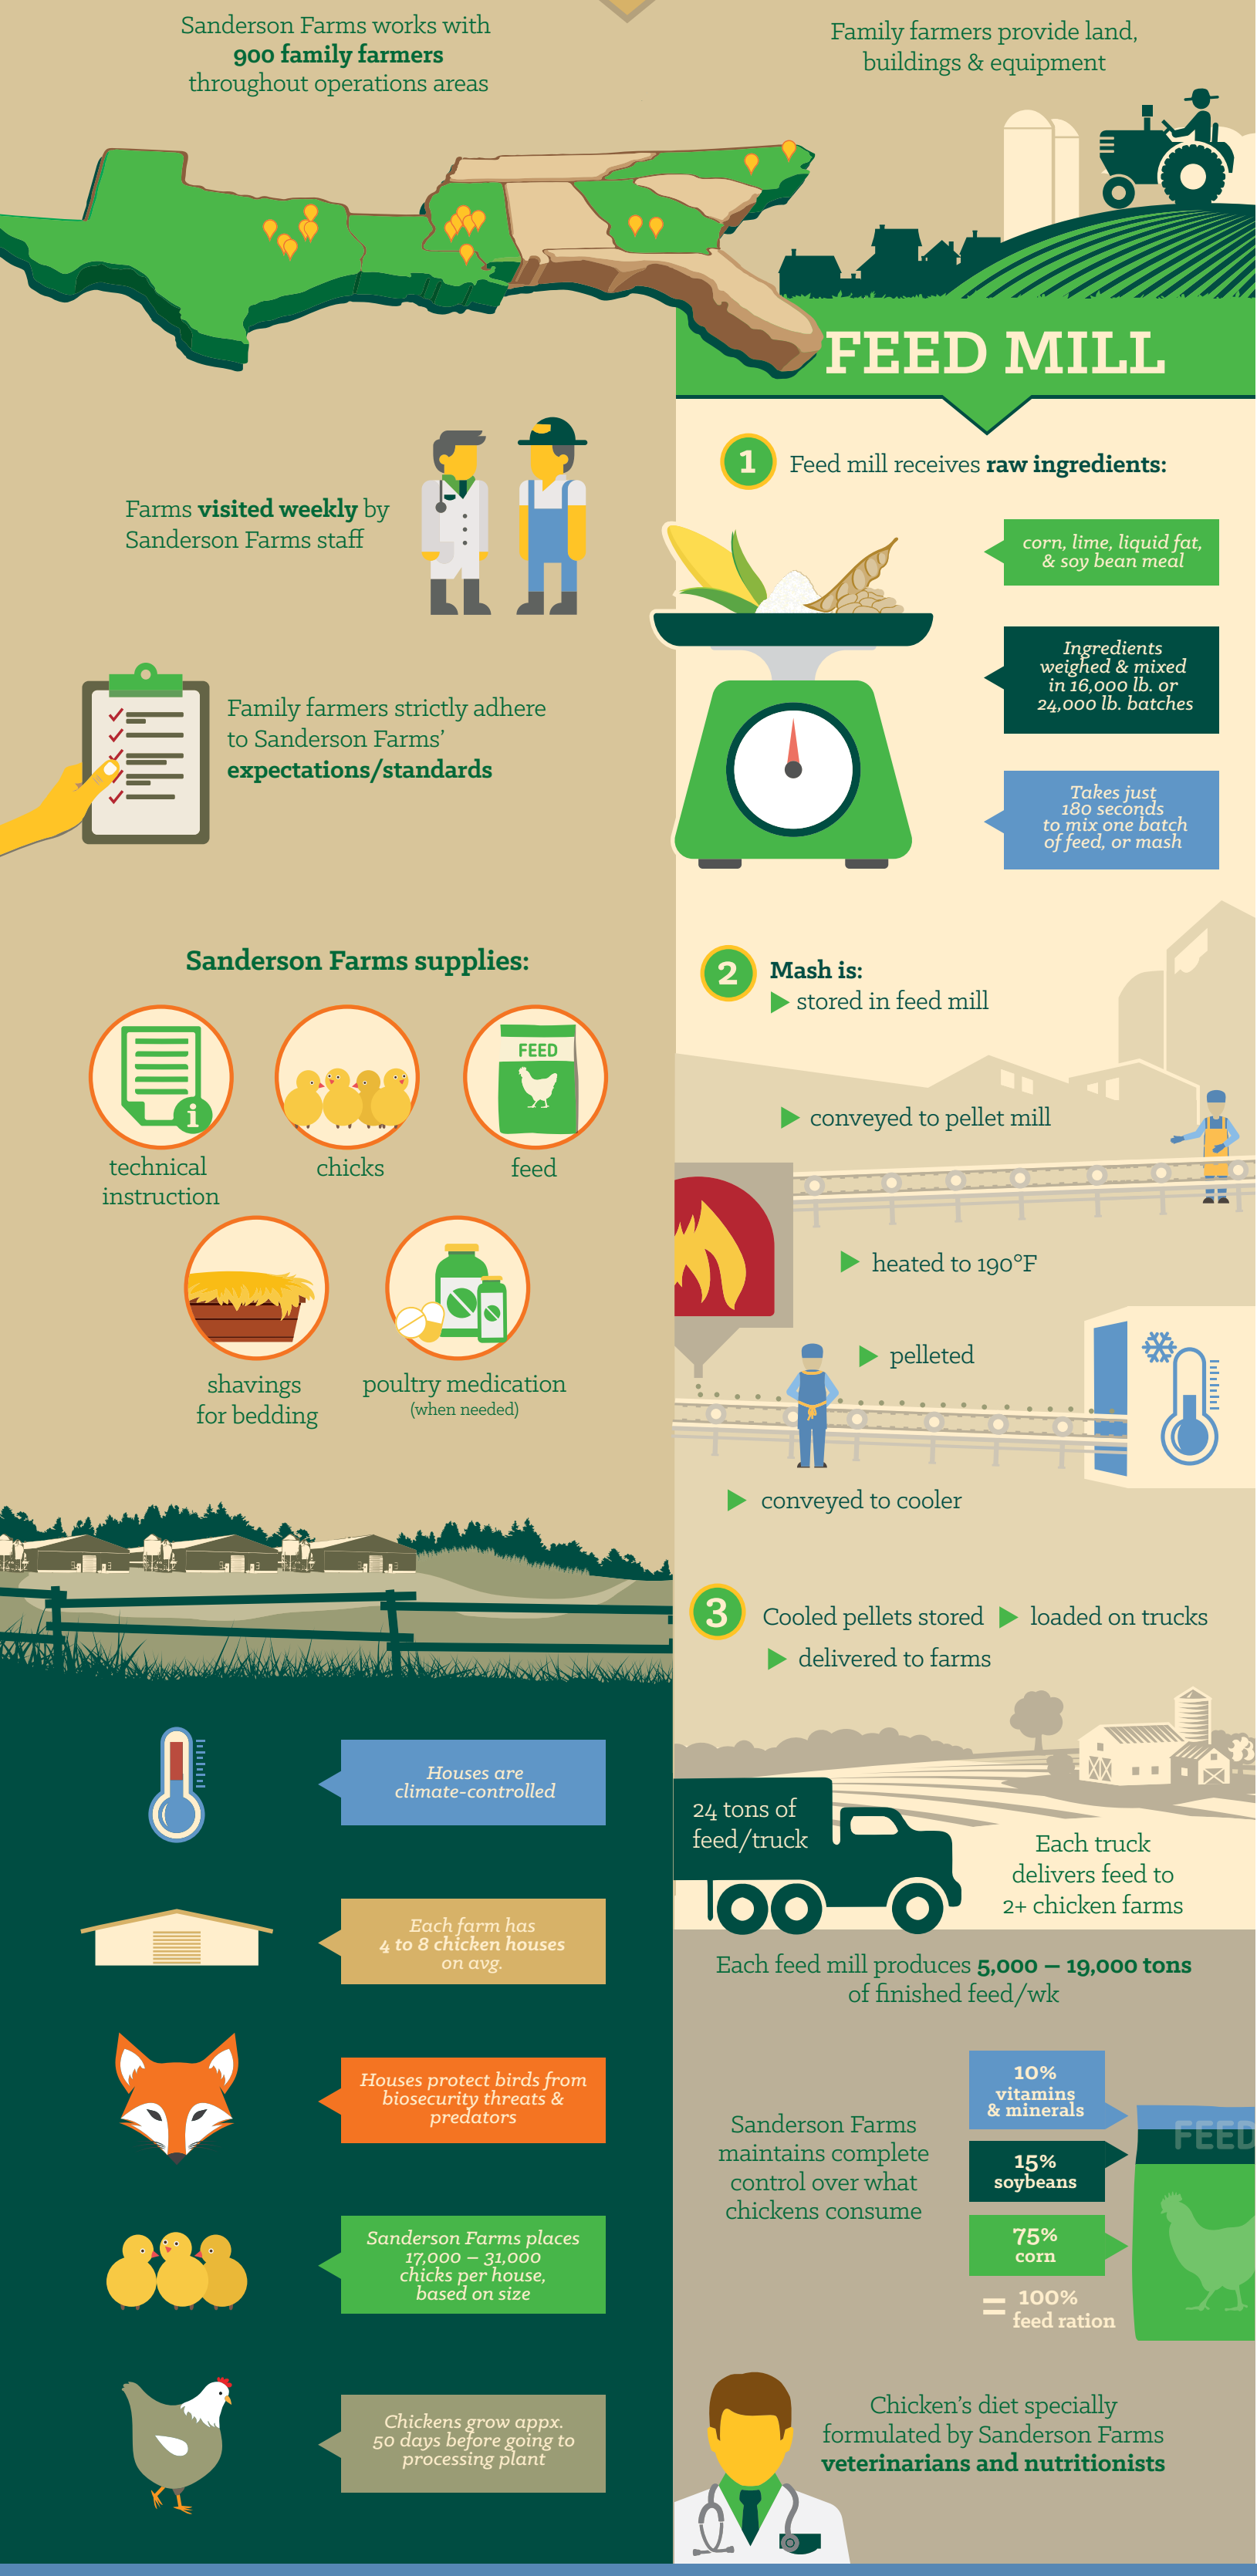 Sanderson Farms works with
900 family farmers
throughout operations areas
Family farmers provide land,
buildings & equipment
Farms visited weekly by
Sanderson Farms staff
Family farmers strictly adhere
to Sanderson Farms’
expectations/standards
Sanderson Farms supplies:
technical
instruction
chicks
FEED
feed
shavings
for bedding
poultry medication
(when needed)
Houses are
climate-controlled
Each farm has
4 to 8 chicken houses
on avg.
Houses protect birds from
biosecurity threats &
predators
Sanderson Farms places
17,000 – 31,000
chicks per house,
based on size
Chickens grow appx.
50 days before going to
processing plant
FEED MILL
1 Feed mill receives raw ingredients:
corn, lime, liquid fat,
& soy bean meal
Ingredients
weighed & mixed
in 16,000 lb. or
24,000 lb. batches
Takes just
180 seconds
to mix one batch
of feed, or mash
2 Mash is:
stored in feed mill
conveyed to pellet mill
heated to 190°F
pelleted
conveyed to cooler
3 Cooled pellets stored loaded on trucks
delivered to farms
24 tons of
feed/truck
Each truck
delivers feed to
2+ chicken farms
Each feed mill produces 5,000 – 19,000 tons
of finished feed/wk
Sanderson Farms
maintains complete
control over what
chickens consume
10%
vitamins
& minerals
15%
soybeans
75%
corn
= 100%
feed ration
FEED
Chicken’s diet specially
formulated by Sanderson Farms
veterinarians and nutritionists